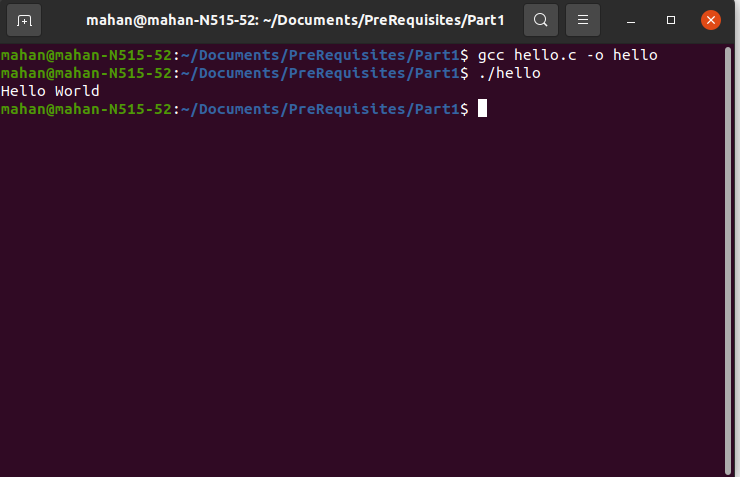 mahan@mahan-N515-52: ~/Documents/PreRequisites/Part1
mahan@mahan-N515-52:~/Documents/PreRequisites/Part1$ gcc hello.c -o hello
mahan@mahan-N515-52:~/Documents/PreRequisites/Part1$ ./hello
Hello World
mahan@mahan-N515-52:~/Documents/PreRequisites/Part1$